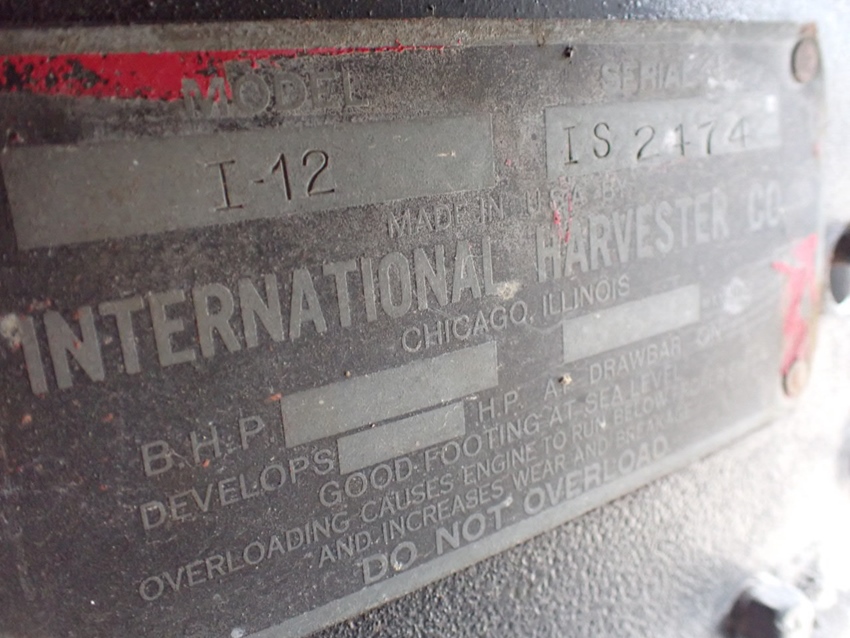 MODEL SERIAL
I-12 IS 2474
MADE IN U.S.A. BY
INTERNATIONAL HARVESTER CO.
CHICAGO, ILLINOIS
B.H.P.
DEVELOPS H.P. AT DRAWBAR ON
GOOD FOOTING AT SEA LEVEL
OVERLOADING CAUSES ENGINE TO RUN BELOW
AND INCREASES WEAR AND BREAKAGE
DO NOT OVERLOAD.